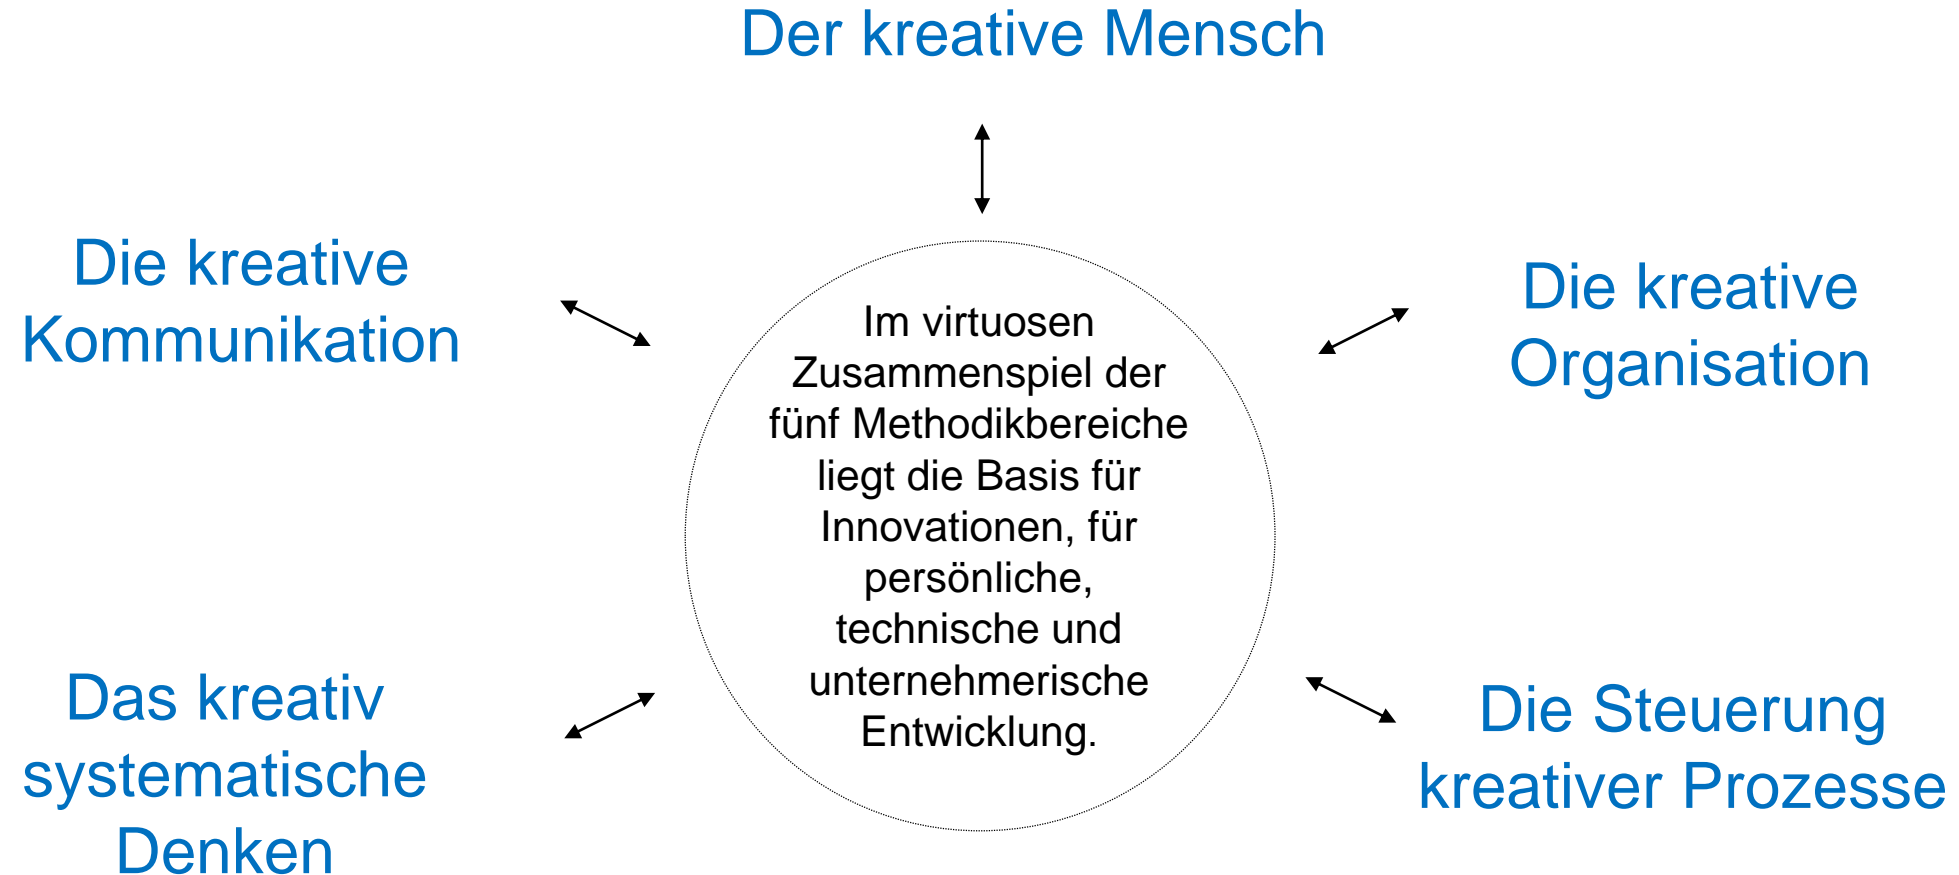 Der kreative Mensch
Die kreative
Kommunikation
Die kreative
Organisation
Im virtuosen
Zusammenspiel der
fünf Methodikbereiche
liegt die Basis für
Innovationen, für
persönliche,
technische und
unternehmerische
Entwicklung.
Das kreativ
systematische
Denken
Die Steuerung
kreativer Prozesse